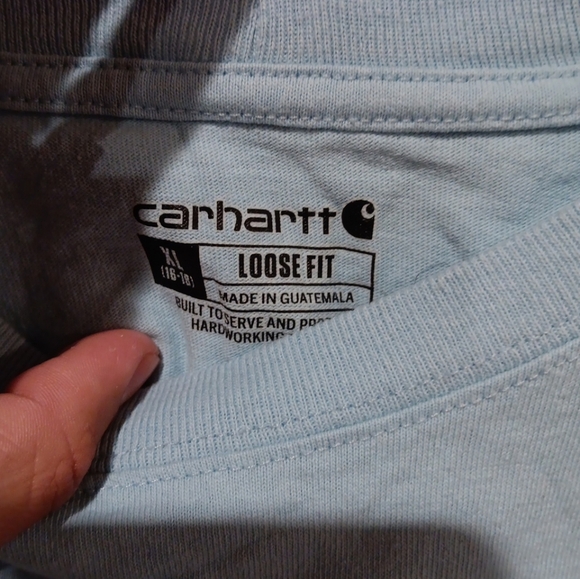 carhartt
XL
(16-18)
LOOSE FIT
MADE IN GUATEMALA
BUILT TO SERVE AND
HARDWORKING